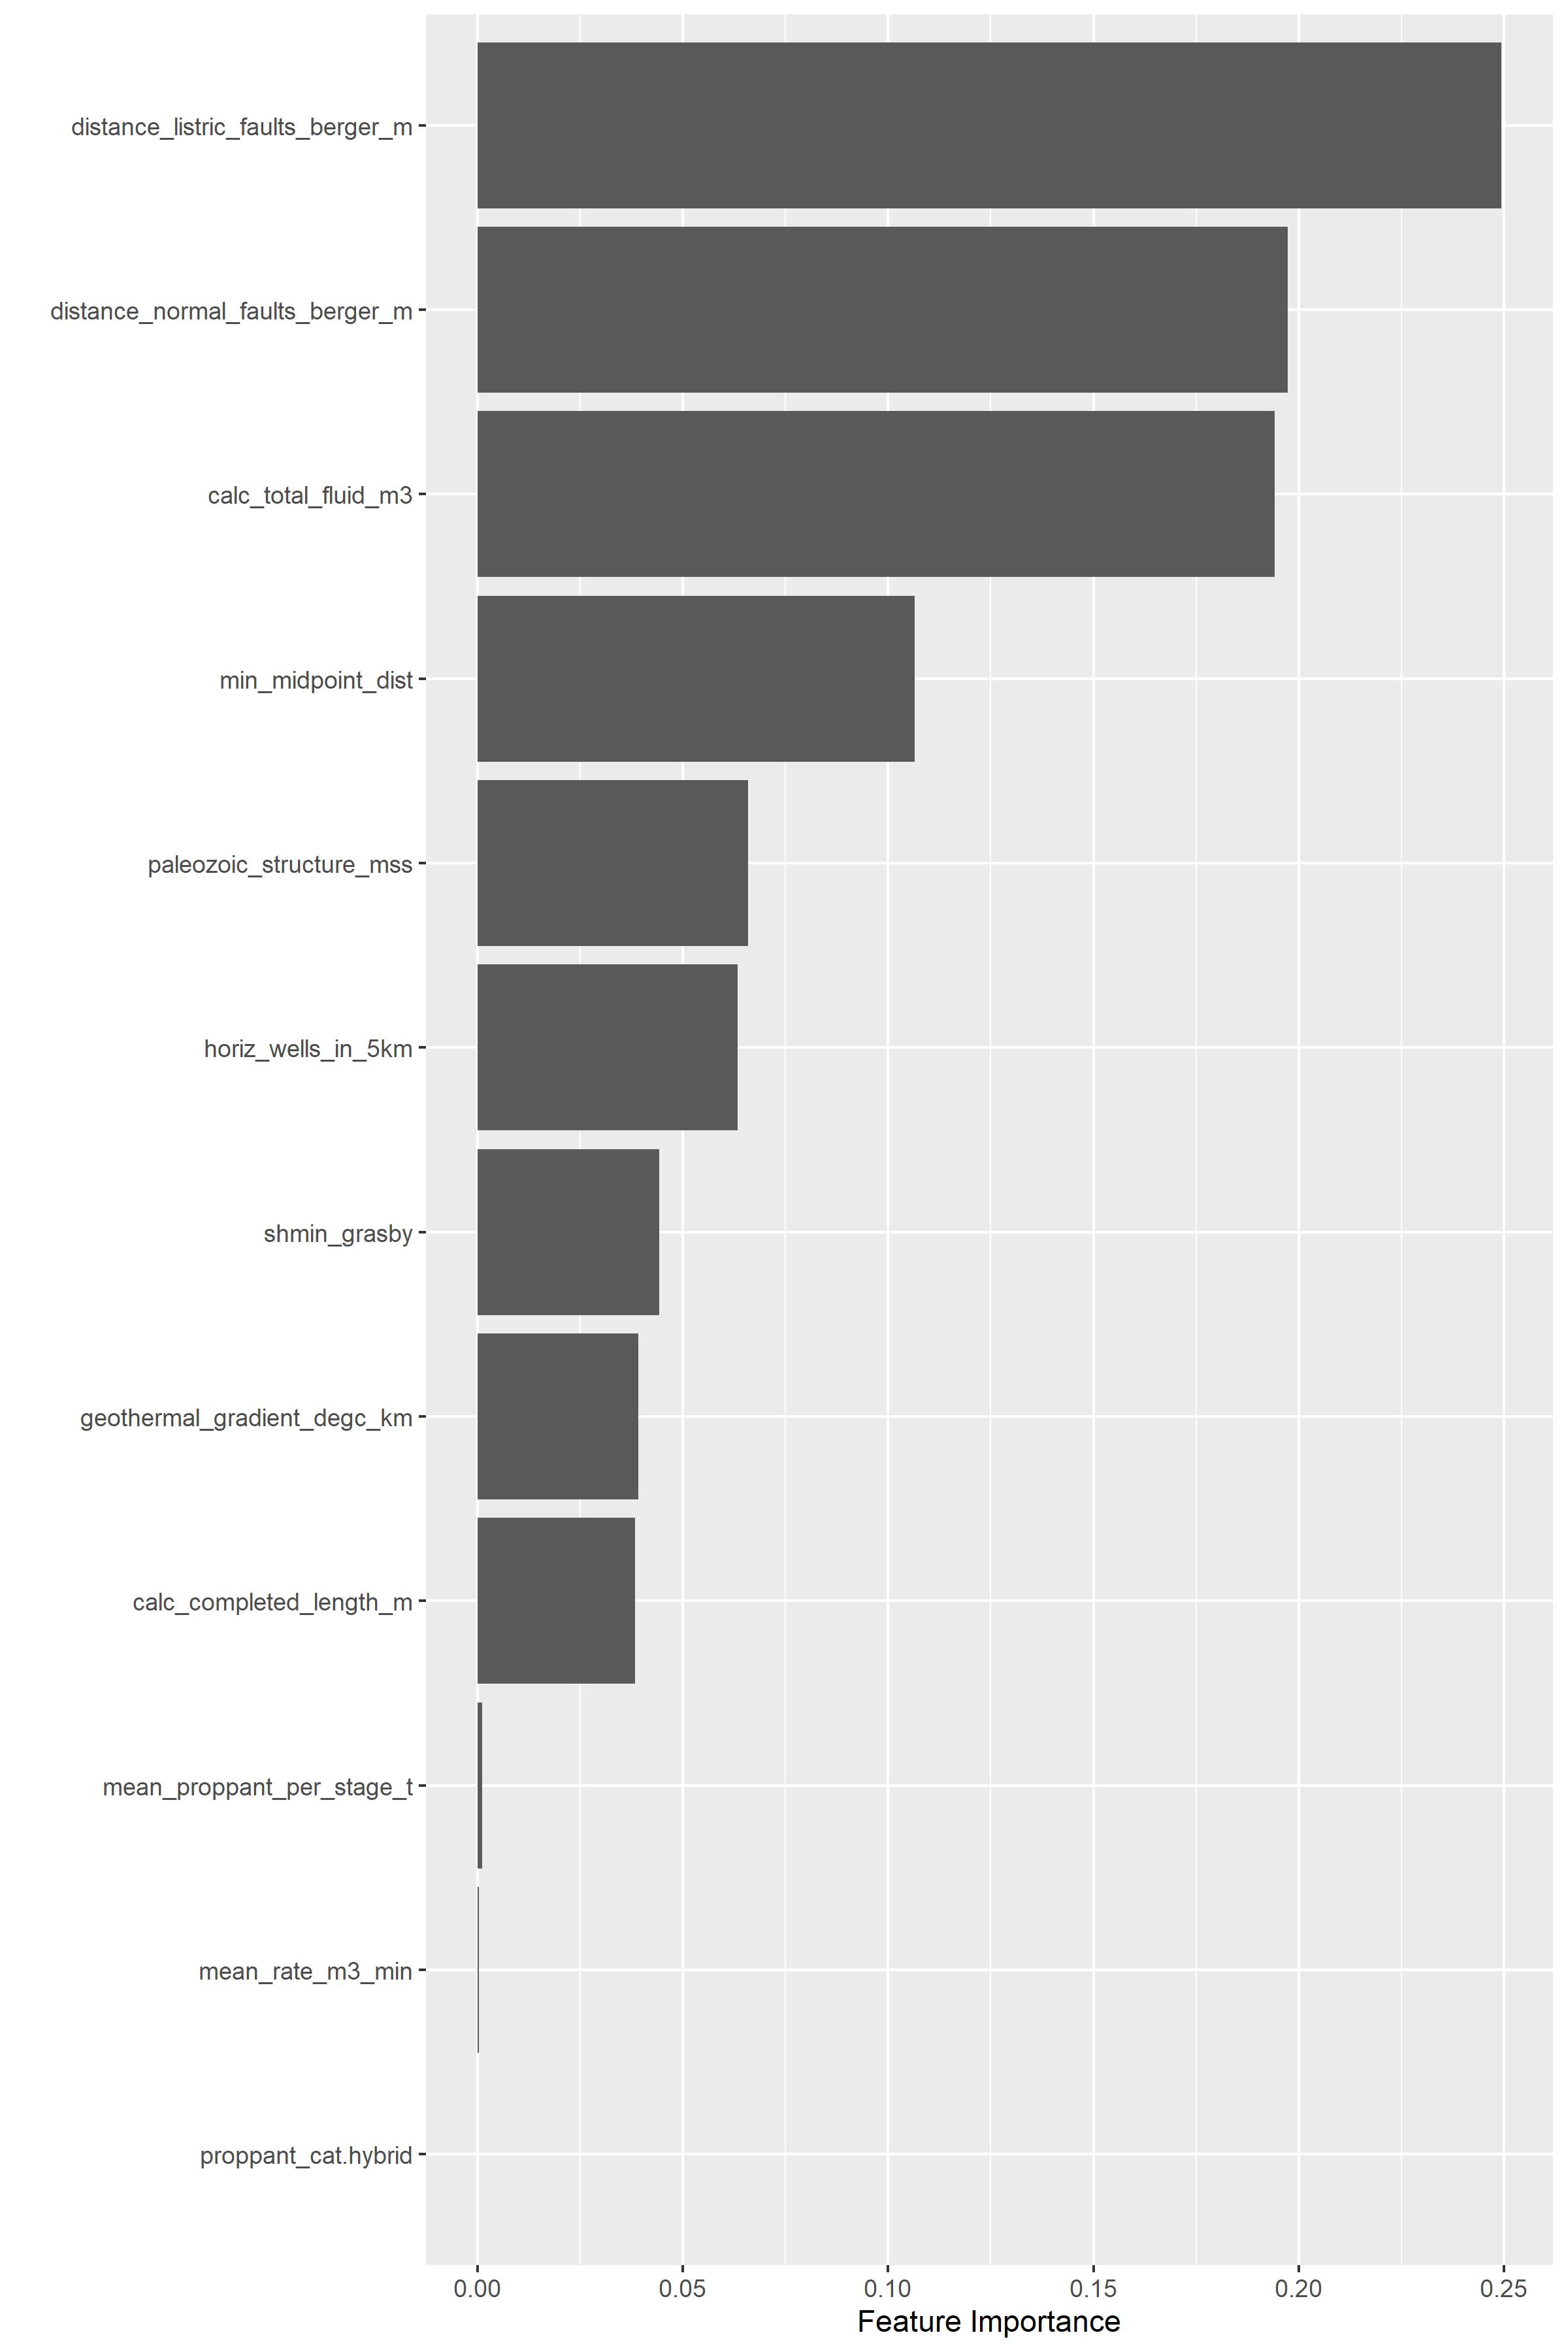 distance_listric_faults_berger_m
distance_normal_faults_berger_m
calc_total_fluid_m3
min_midpoint_dist
paleozoic_structure_mss
horiz_wells_in_5km
shmin_grasby
geothermal_gradient_degc_km
calc_completed_length_m
mean_proppant_per_stage_t
mean_rate_m3_min
proppant_cat.hybrid
0.00 0.05 0.10 0.15 0.20 0.25
Feature Importance